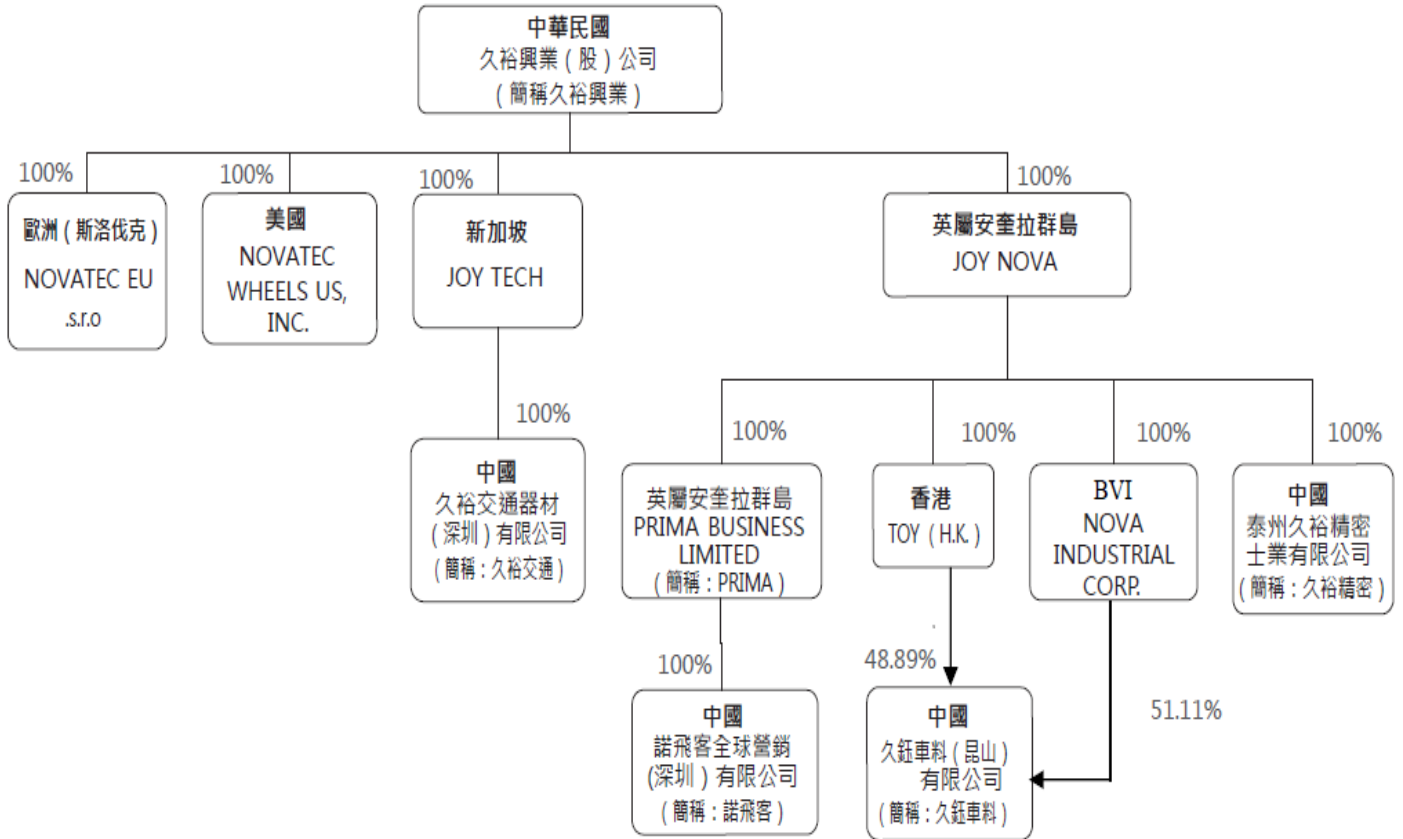 中華民國
久裕興業（股）公司
（簡稱久裕興業）
100%
歐洲（斯洛伐克）
NOVATEC EU
.s.r.o
100%
美國
NOVATEC
WHEELS US,
INC.
100%
新加坡
JOY TECH
100%
英屬安奎拉群島
JOY NOVA
100%
中國
久裕交通器材
（深圳）有限公司
（簡稱：久裕交通）
100%
英屬安奎拉群島
PRIMA BUSINESS
LIMITED
（簡稱：PRIMA）
100%
香港
TOY（H.K.）
100%
BVI
NOVA
INDUSTRIAL
CORP.
100%
中國
泰州久裕精密
士業有限公司
（簡稱：久裕精密）
100%
中國
諾飛客全球營銷
(深圳）有限公司
（簡稱：諾飛客）
48.89%
中國
久鈺車料（昆山）
有限公司
（簡稱：久鈺車料）
51.11%